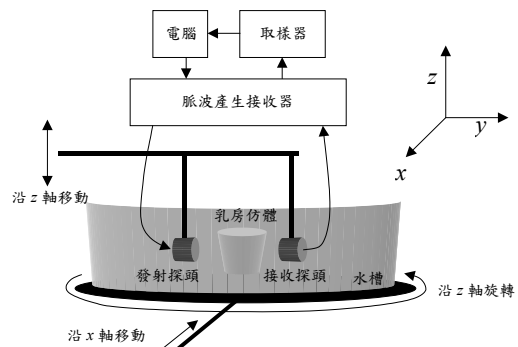 電腦
取樣器
脈波產生接收器
z
y
x
沿 z 軸移動
乳房仿體
發射探頭
接收探頭
水槽
沿 z 軸旋轉
沿 x 軸移動